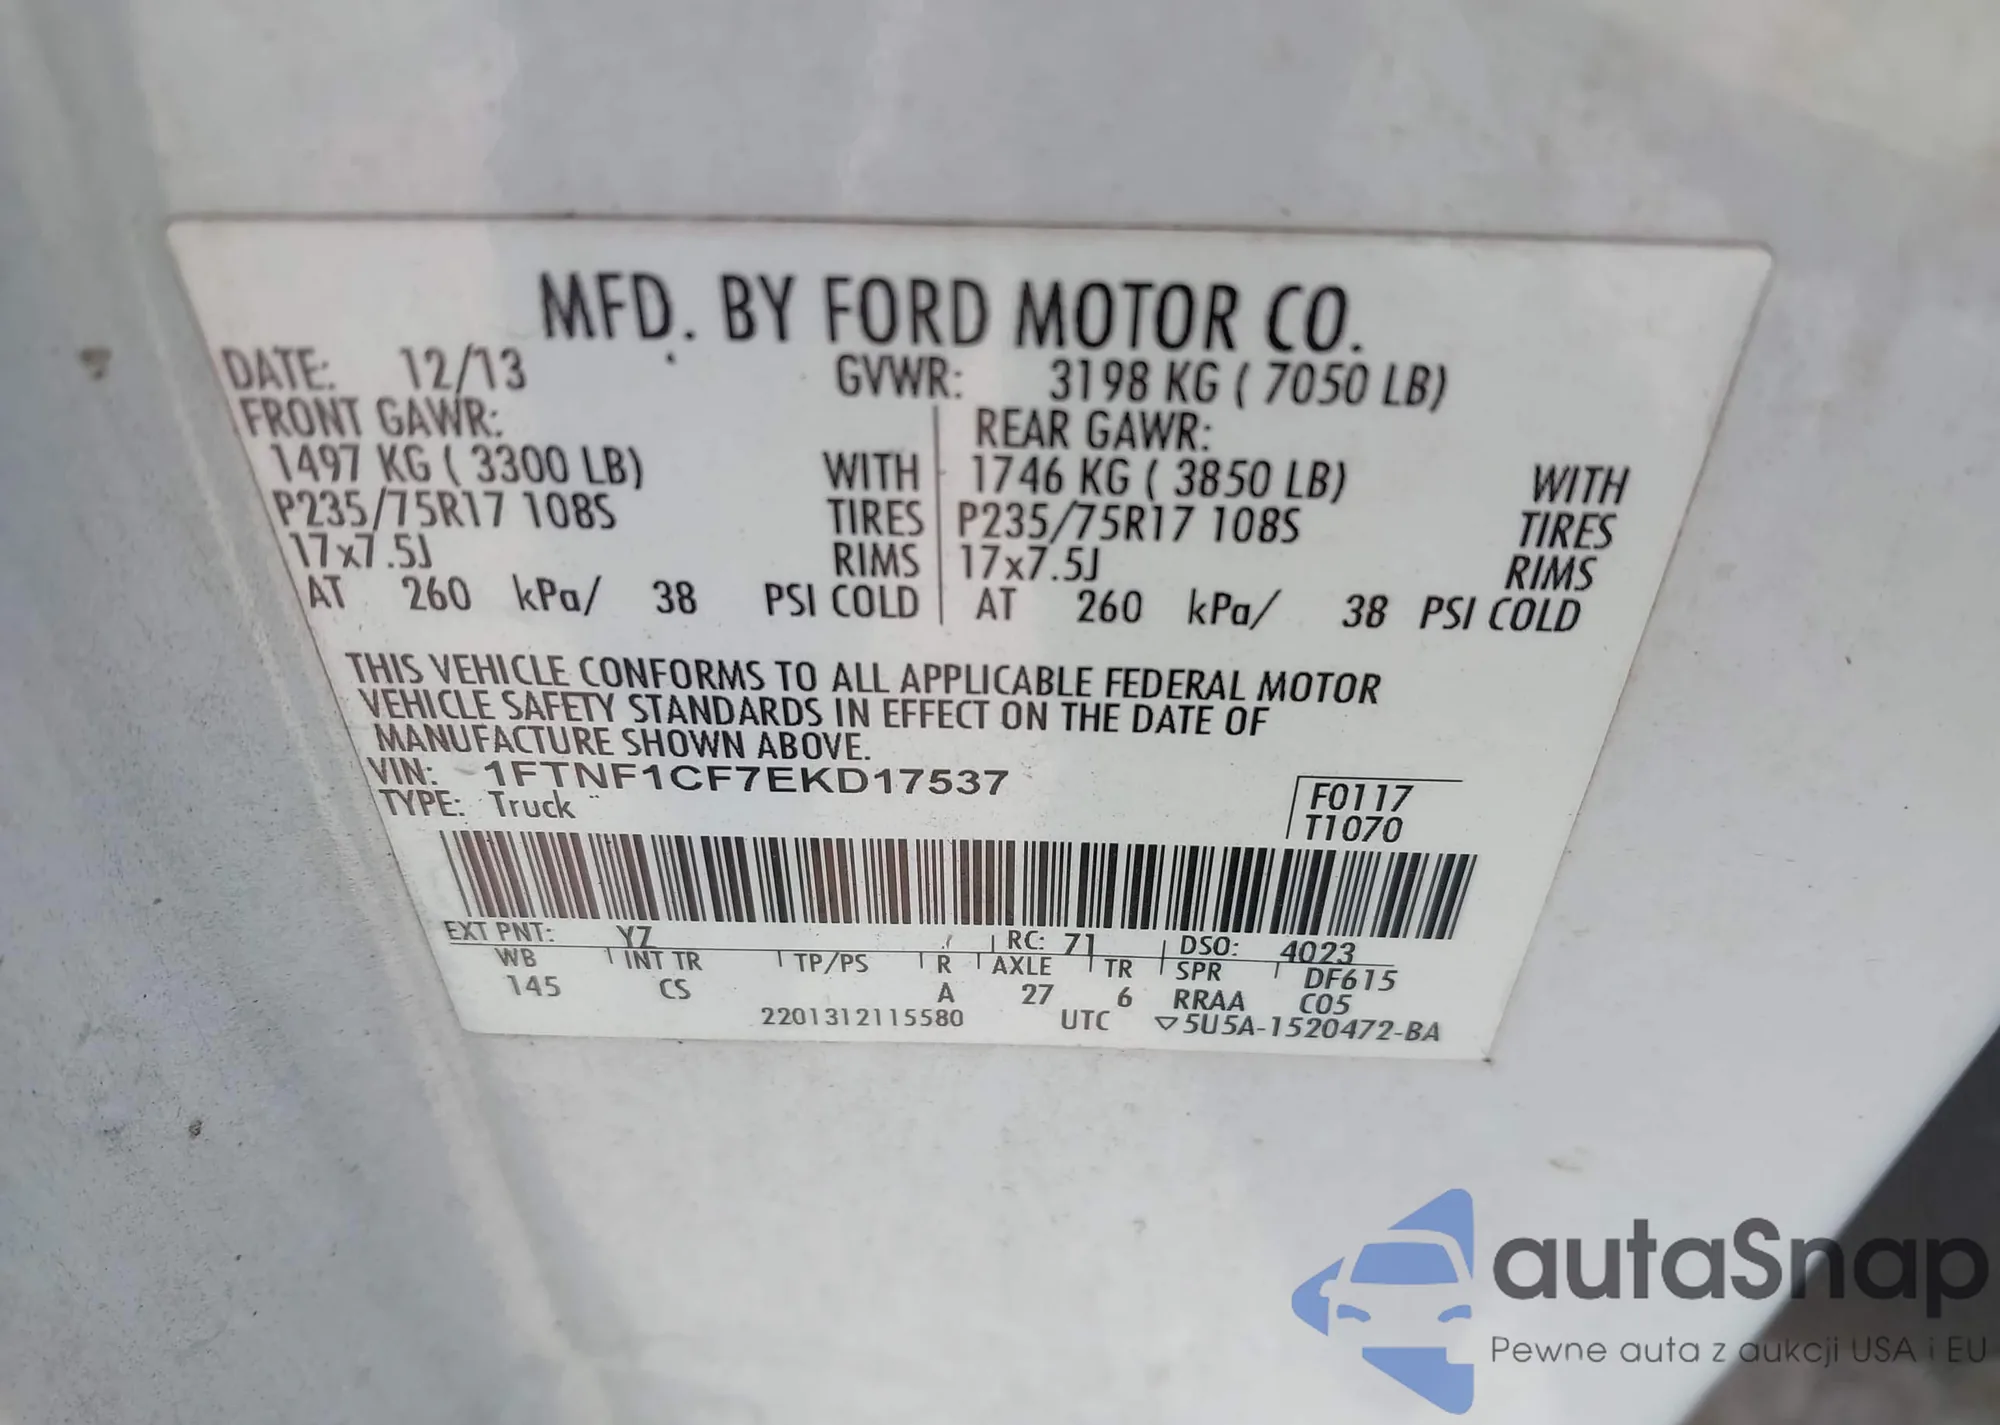 MFD. BY FORD MOTOR CO.
DATE: 12/13 GVWR: 3198 KG ( 7050 LB)
FRONT GAWR: REAR GAWR:
1497 KG ( 3300 LB) WITH 1746 KG ( 3850 LB) WITH
P235/75R17 108S TIRES P235/75R17 108S TIRES
17x7.5J RIMS 17x7.5J RIMS
AT 260 kPa/ 38 PSI COLD AT 260 kPa/ 38 PSI COLD
THIS VEHICLE CONFORMS TO ALL APPLICABLE FEDERAL MOTOR
VEHICLE SAFETY STANDARDS IN EFFECT ON THE DATE OF
MANUFACTURE SHOWN ABOVE.
VIN: 1FTNF1CF7EKD17537
TYPE: Truck
F0117
T1070
EXT PNT: YZ RC: 71 DSO: 4023
WB INT TR TP/PS R AXLE TR SPR DF615
145 CS A 27 6 RRAA C05
2201312115580 UTC ▽5U5A-1520472-BA
autaSnap
Pewne auta z aukcji USA i EU